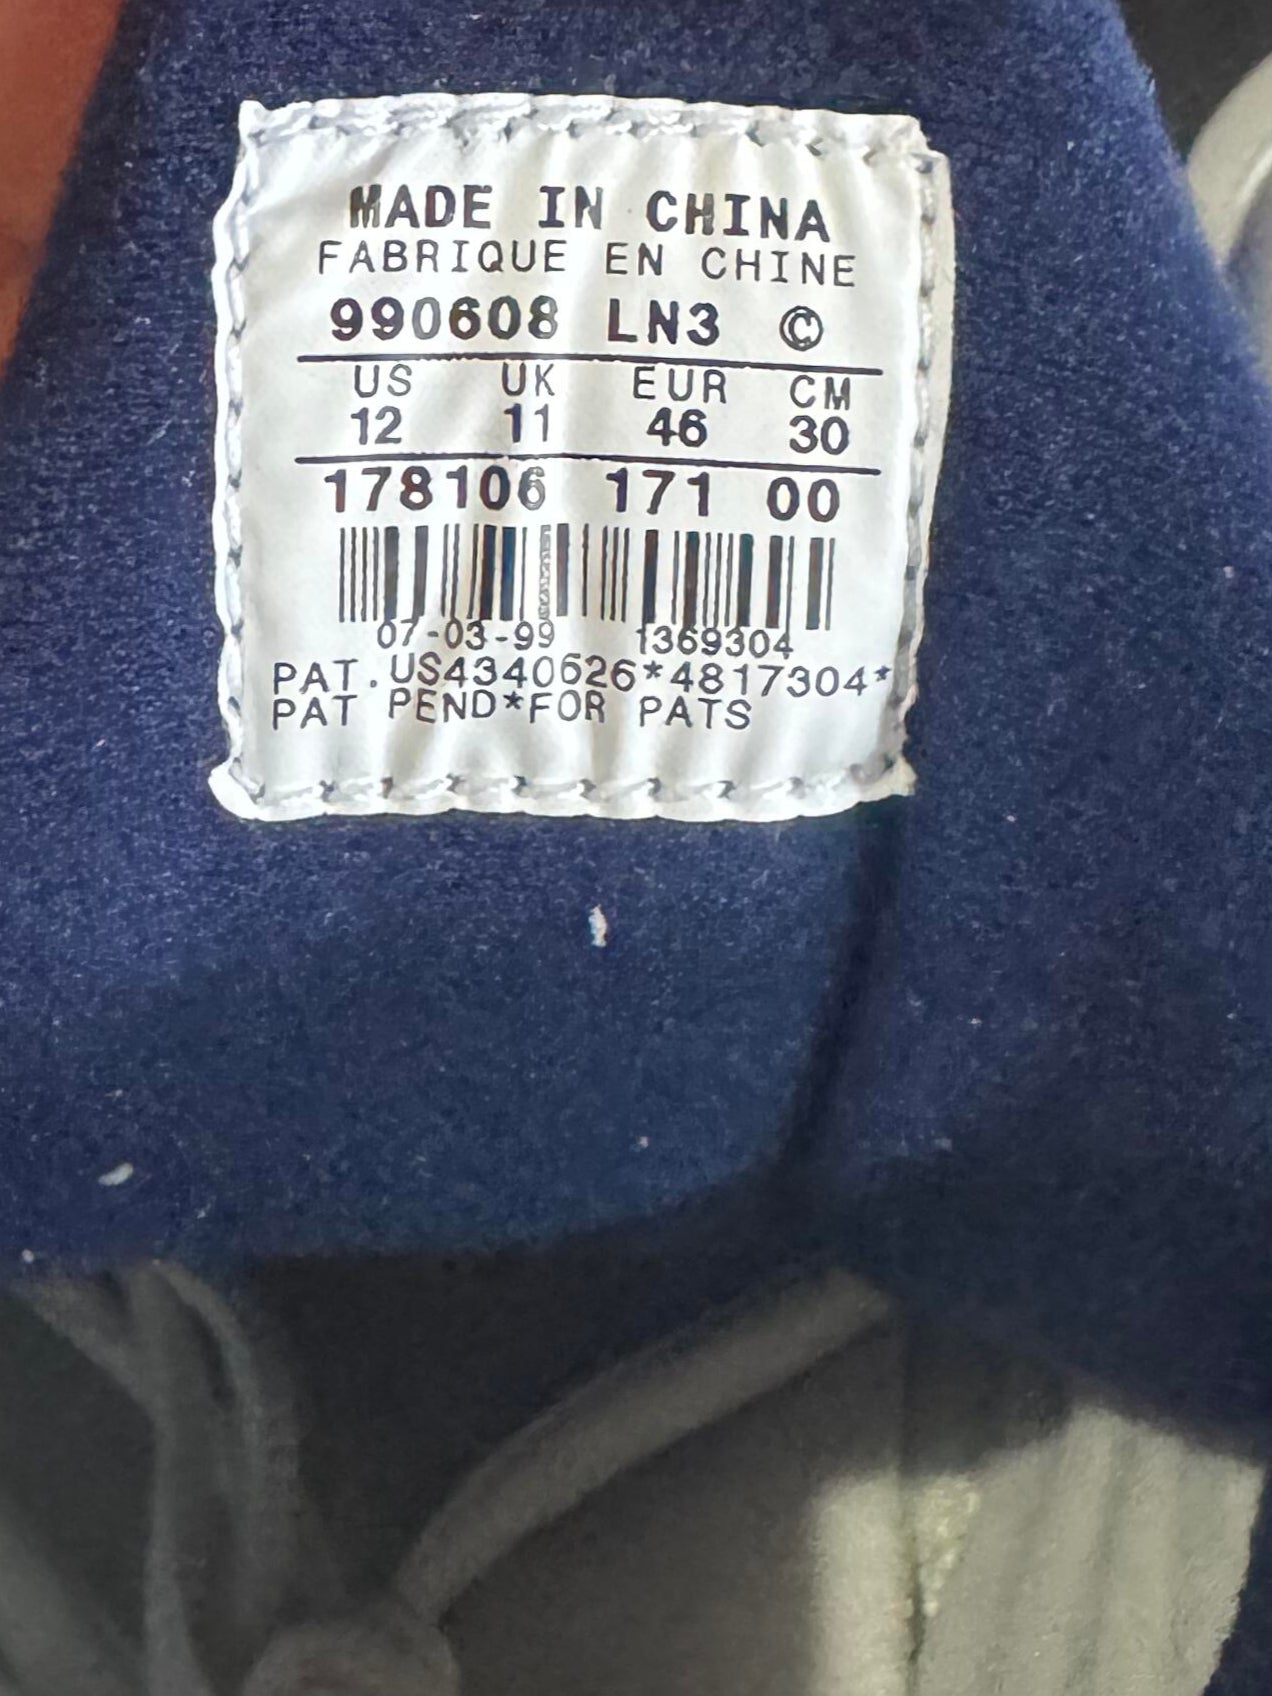 MADE IN CHINA
FABRIQUE EN CHINE
990608 LN3 ©
US UK EUR CM
12 11 46 30
178106 171 00
07-03-99 1369304
PAT. US4340626*4817304*
PAT PEND*FOR PATS